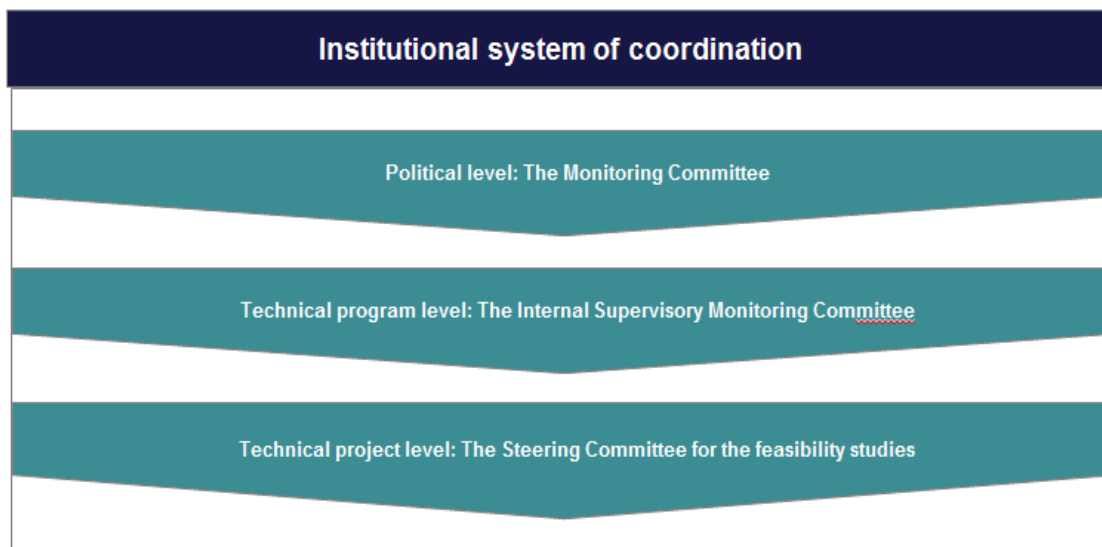 Institutional system of coordination
Political level: The Monitoring Committee
Technical program level: The Internal Supervisory Monitoring Committee
Technical project level: The Steering Committee for the feasibility studies